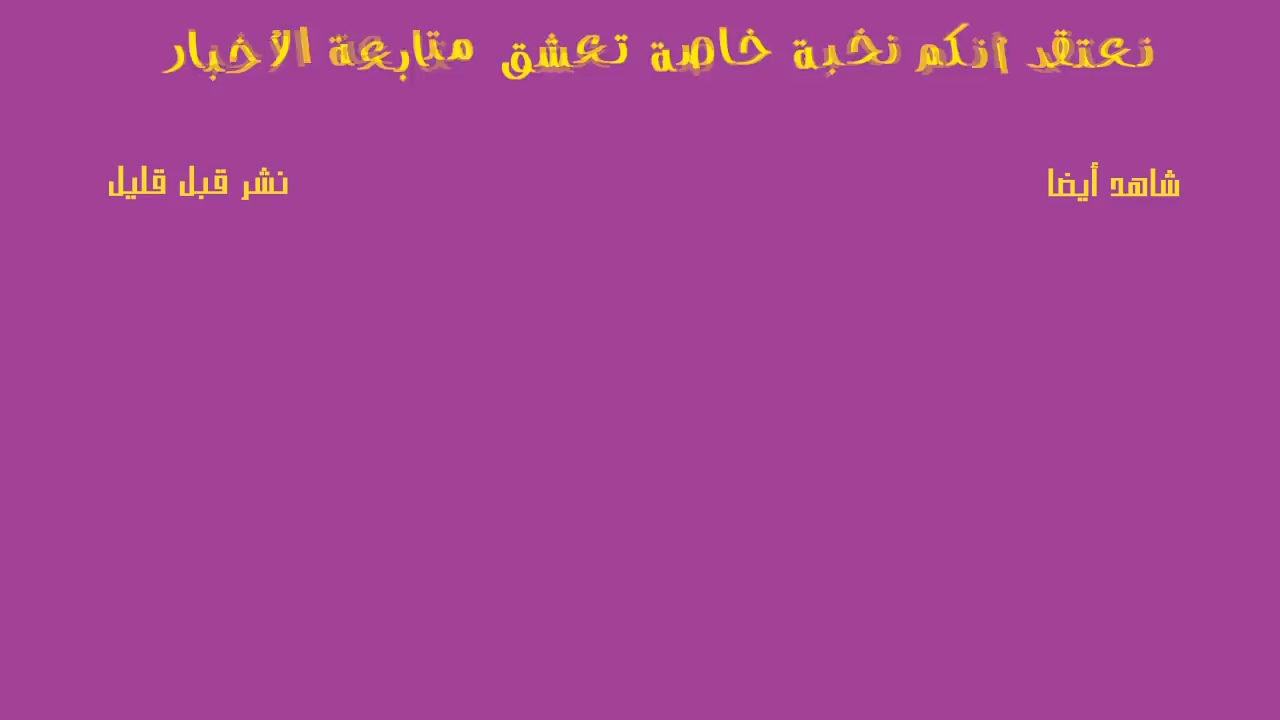 نعتقد انكم نخبة خاصة تعشق متابعة الأخبار
شاهد أيضا
نشر قبل قليل